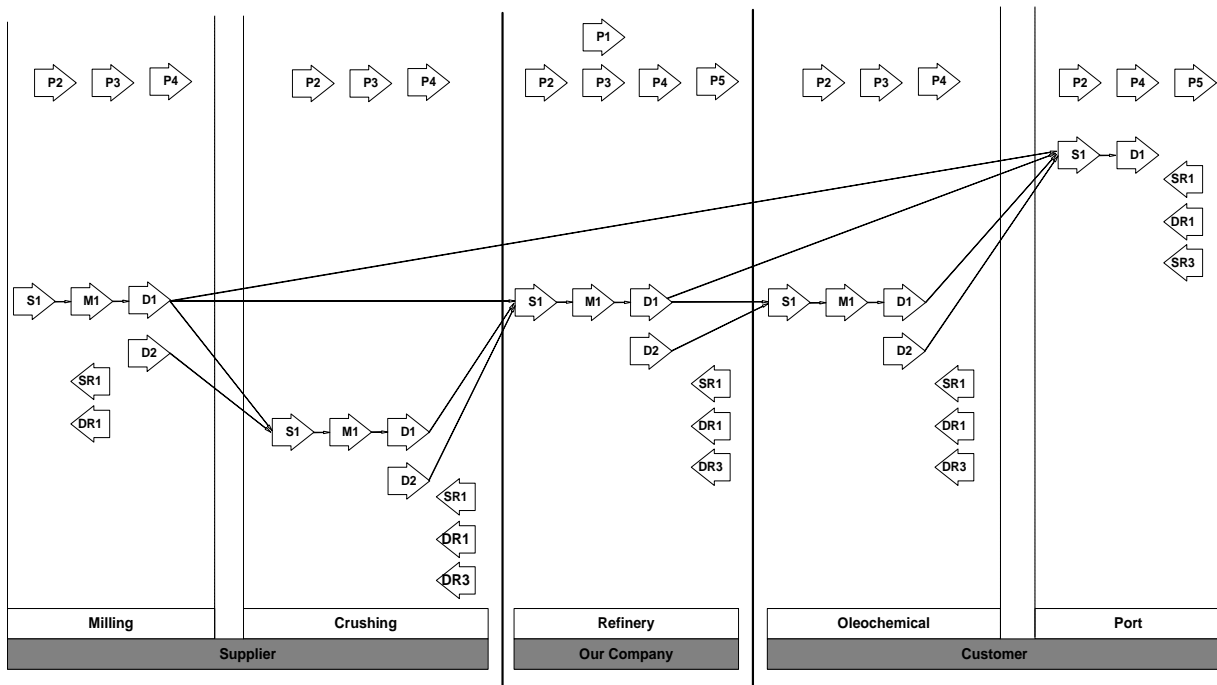 P1
P2 P3 P4 P2 P3 P4 P2 P3 P4 P5 P2 P3 P4 P2 P4 P5
S1 D1
SR1
DR1
SR3
S1 M1 D1 S1 M1 D1 S1 M1 D1
D2 D2 D2
SR1 SR1 SR1
DR1 DR1 DR1
S1 M1 D1
DR3 DR3
D2
SR1
DR1
DR3
Milling Crushing Refinery Oleochemical Port
Supplier Our Company Customer